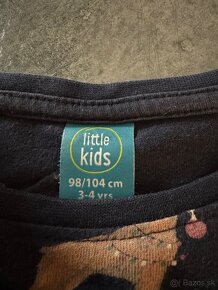 little
kids
98/104 cm
3-4 yrs
Bazos.sk